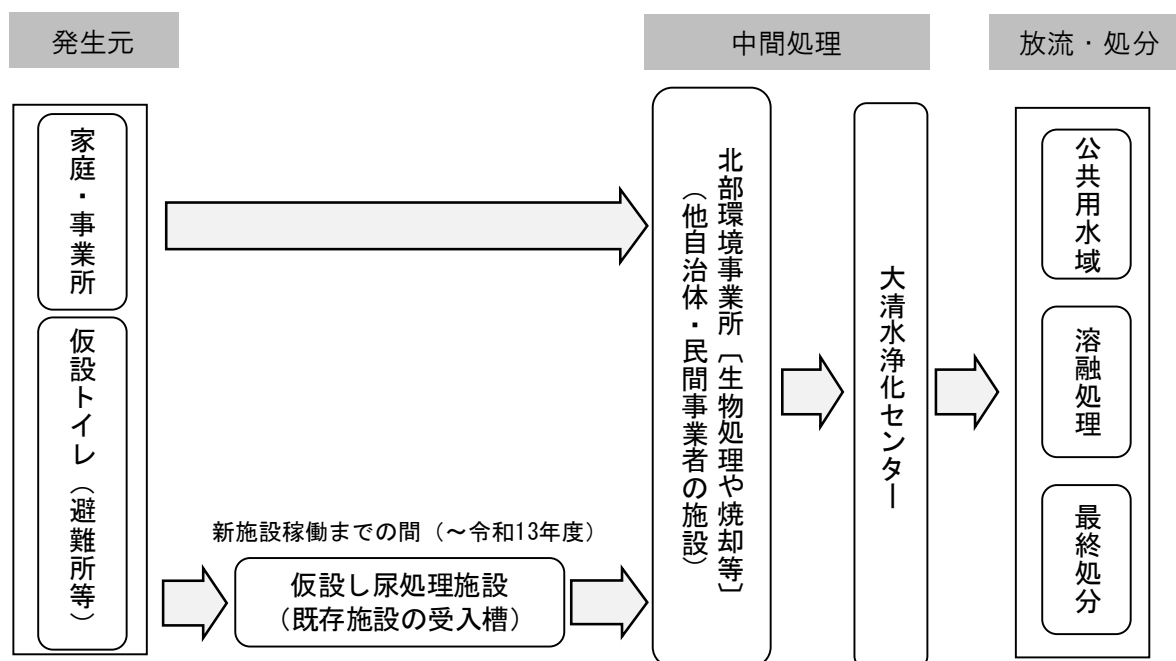 発生元
中間処理
放流・処分
家庭・事業所
仮設トイレ（避難所等）
新施設稼働までの間（～令和13年度）
仮設し尿処理施設
（既存施設の受入槽）
北部環境事業所〔生物処理や焼却等〕
（他自治体・民間事業者の施設）
大清水浄化センター
公共用水域
溶融処理
最終処分